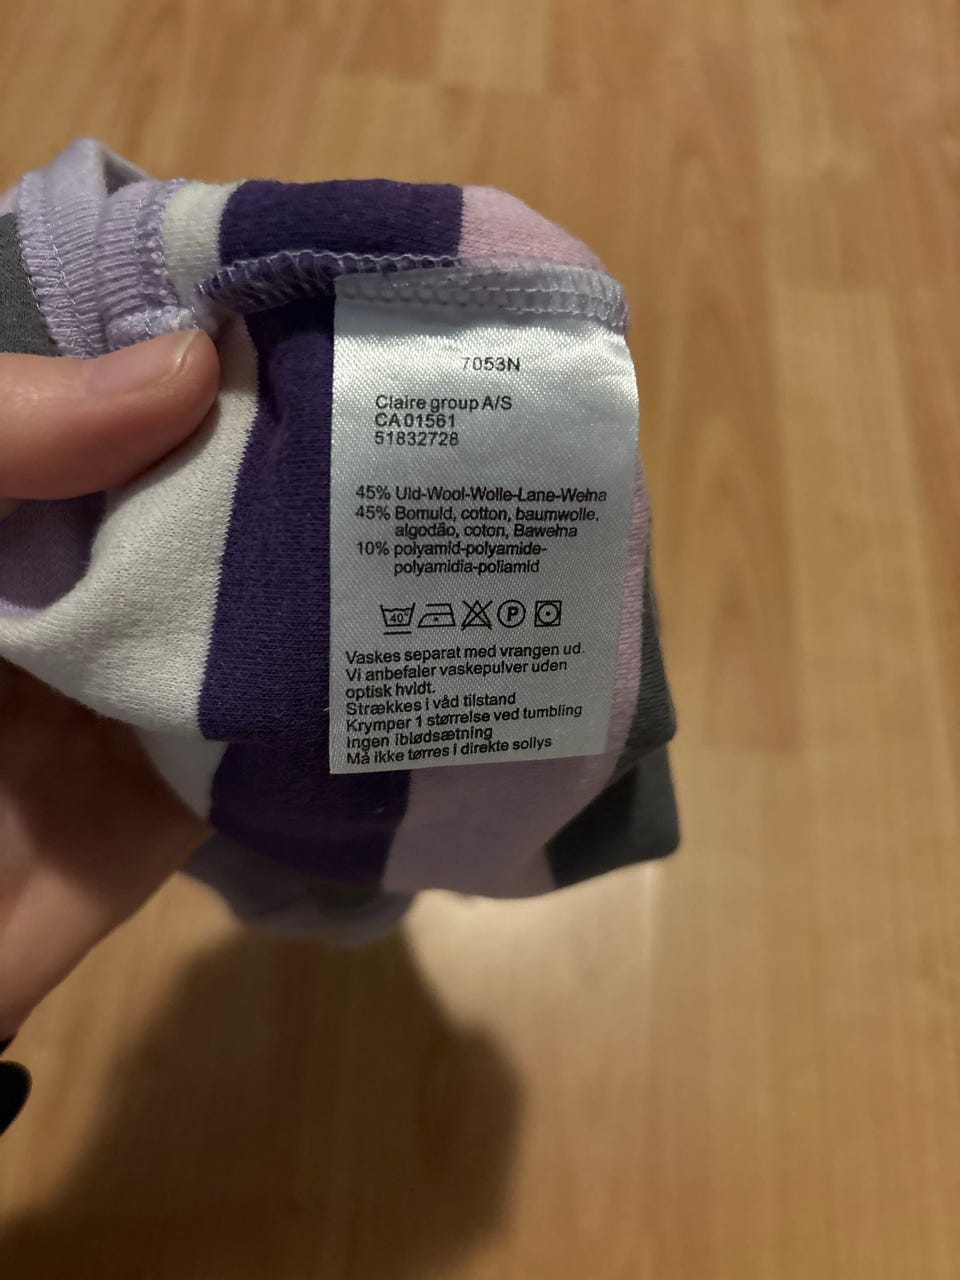 7053N
Claire group A/S
CA 01561
51832728
45% Uld-Wool-Wolle-Lane-Wełna
45% Bomuld, cotton, baumwolle,
algodão, coton, Bawełna
10% polyamid-polyamide-
polyamidia-poliamid
40° P
Vaskes separat med vrangen ud.
Vi anbefaler vaskepulver uden
optisk hvidt.
Strækkes i våd tilstand
Krymper 1 størrelse ved tumbling
Ingen iblødsætning
Må ikke tørres i direkte sollys